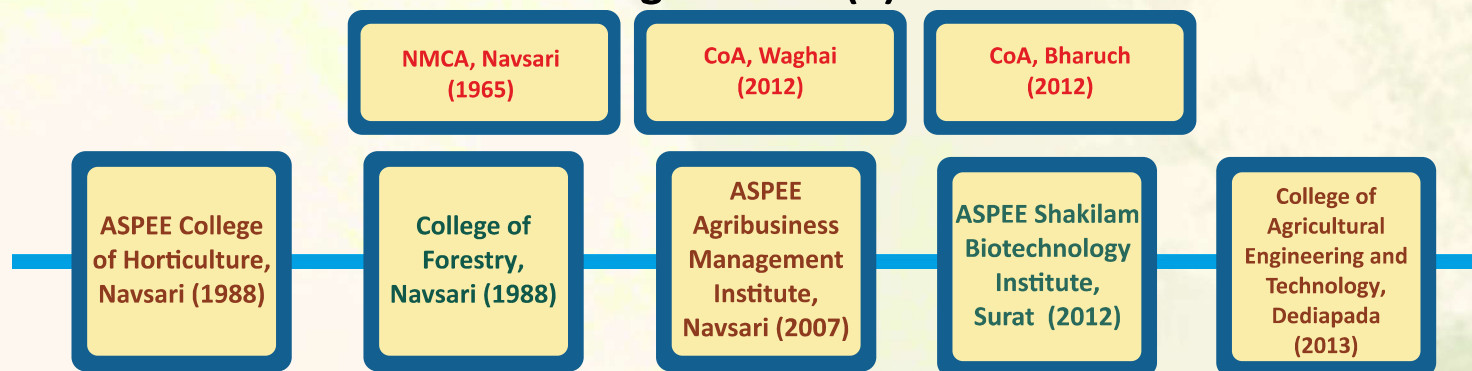 NMCA, Navsari
(1965)
CoA, Waghai
(2012)
CoA, Bharuch
(2012)
ASPEE College
of Horticulture,
Navsari (1988)
College of
Forestry,
Navsari (1988)
ASPEE
Agribusiness
Management
Institute,
Navsari (2007)
ASPEE Shakilam
Biotechnology
Institute,
Surat (2012)
College of
Agricultural
Engineering and
Technology,
Dediapada
(2013)